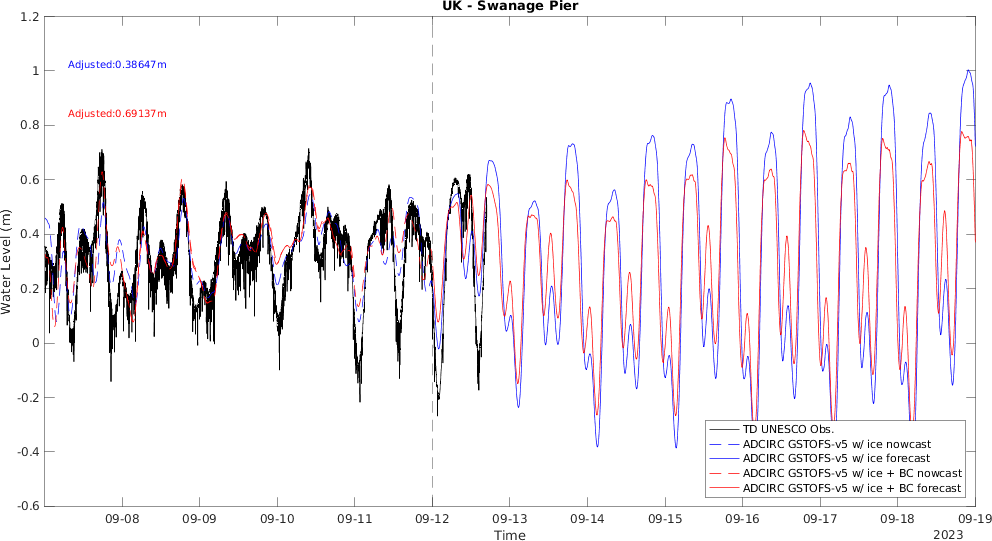 UK - Swanage Pier
1.2
1
0.8
0.6
0.4
0.2
0
-0.2
-0.4
-0.6
Water Level (m)
Adjusted:0.38647m
Adjusted:0.69137m
TD UNESCO Obs.
ADCIRC GSTOFS-v5 w/ ice nowcast
ADCIRC GSTOFS-v5 w/ ice forecast
ADCIRC GSTOFS-v5 w/ ice + BC nowcast
ADCIRC GSTOFS-v5 w/ ice + BC forecast
09-08 09-09 09-10 09-11 09-12 09-13 09-14 09-15 09-16 09-17 09-18 09-19
Time
2023